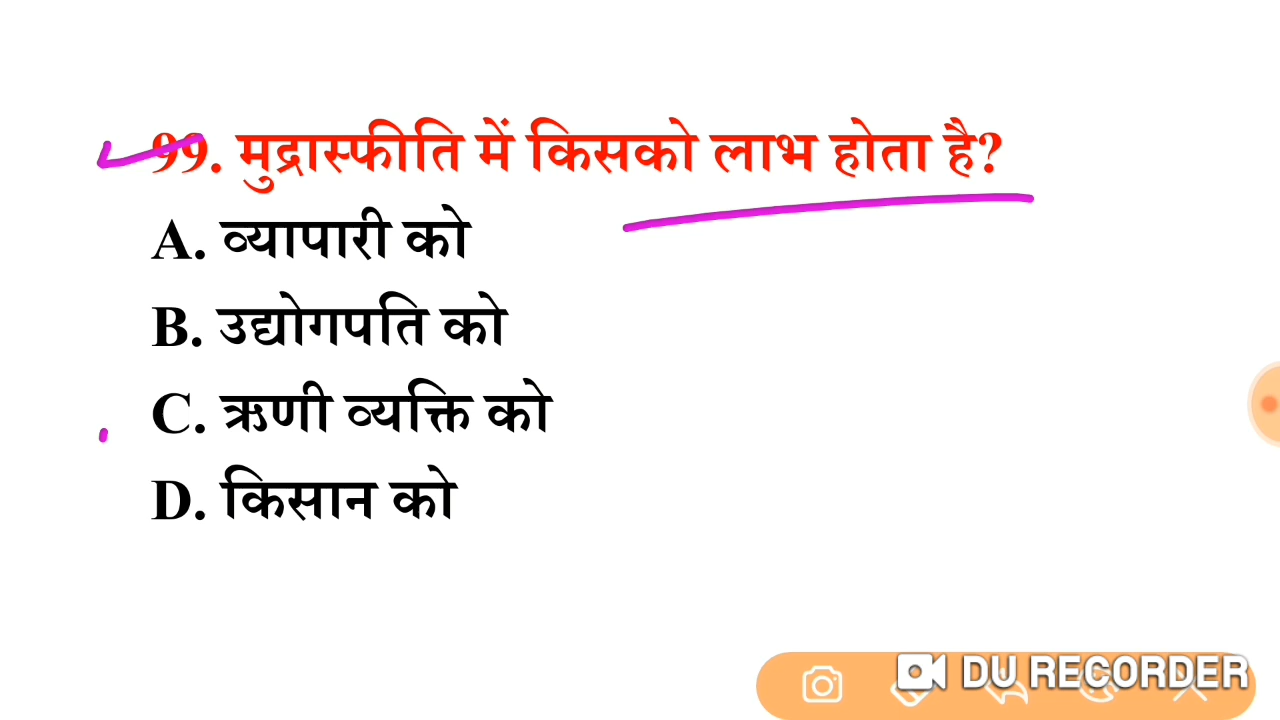 99. मुद्रास्फीति में किसको लाभ होता है?
A. व्यापारी को
B. उद्योगपति को
C. ऋणी व्यक्ति को
D. किसान को
DU RECORDER